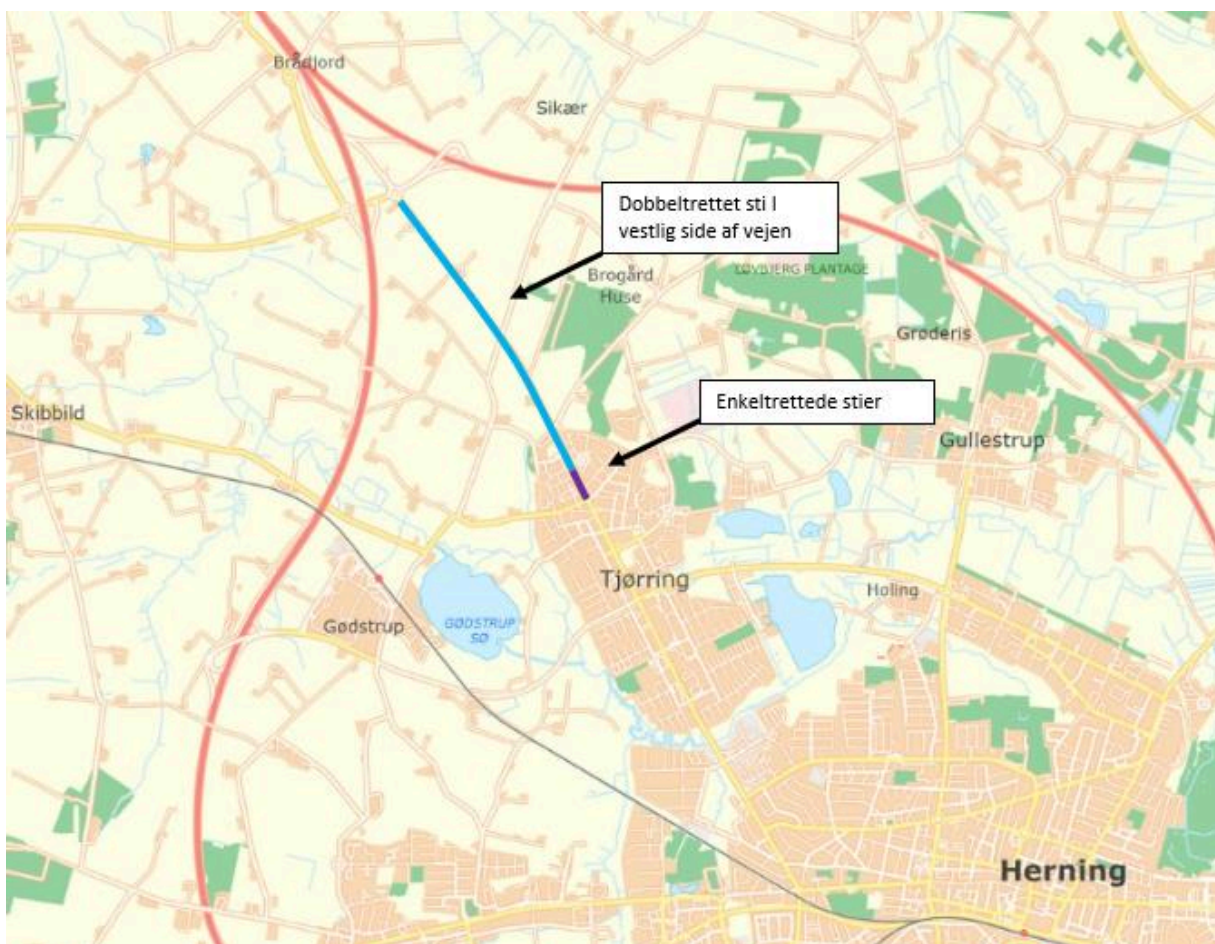 Brådjord
Sikær
Dobbeltrettet sti I
vestlig side af vejen
Brogård
Huse
LØVBJERG PLANTAGE
Grøderis
Enkeltrettede stier
Skibbild
Gullestrup
Tjørring
Holing
Gødstrup
GØDSTRUP
SØ
Herning